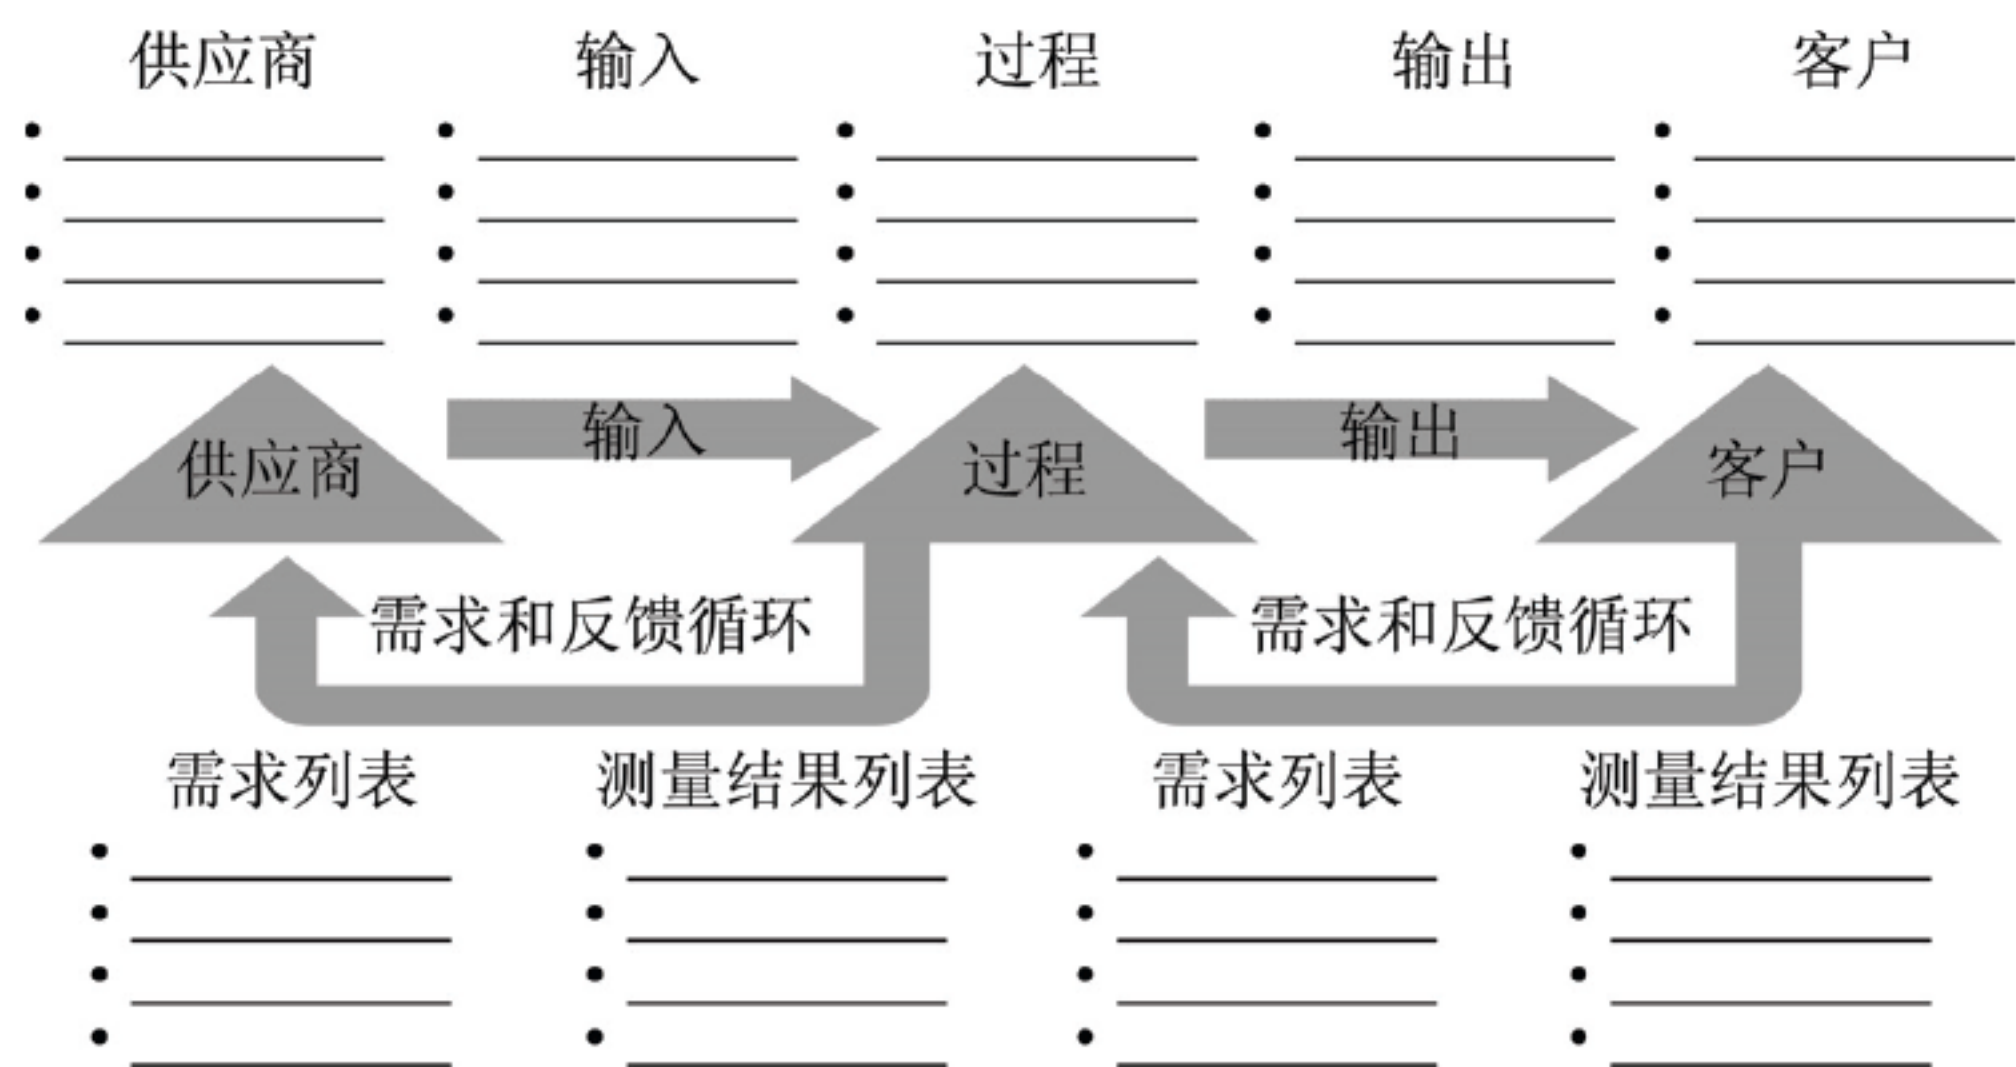 供应商 输入 过程 输出 客户
输入 输出
供应商 过程 客户
需求和反馈循环 需求和反馈循环
需求列表 测量结果列表 需求列表 测量结果列表